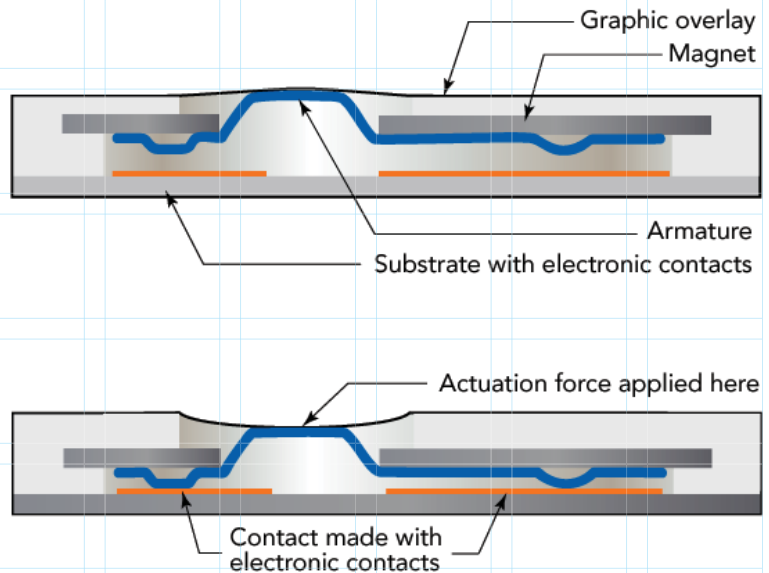 Graphic overlay
Magnet
Armature
Substrate with electronic contacts
Actuation force applied here
Contact made with
electronic contacts